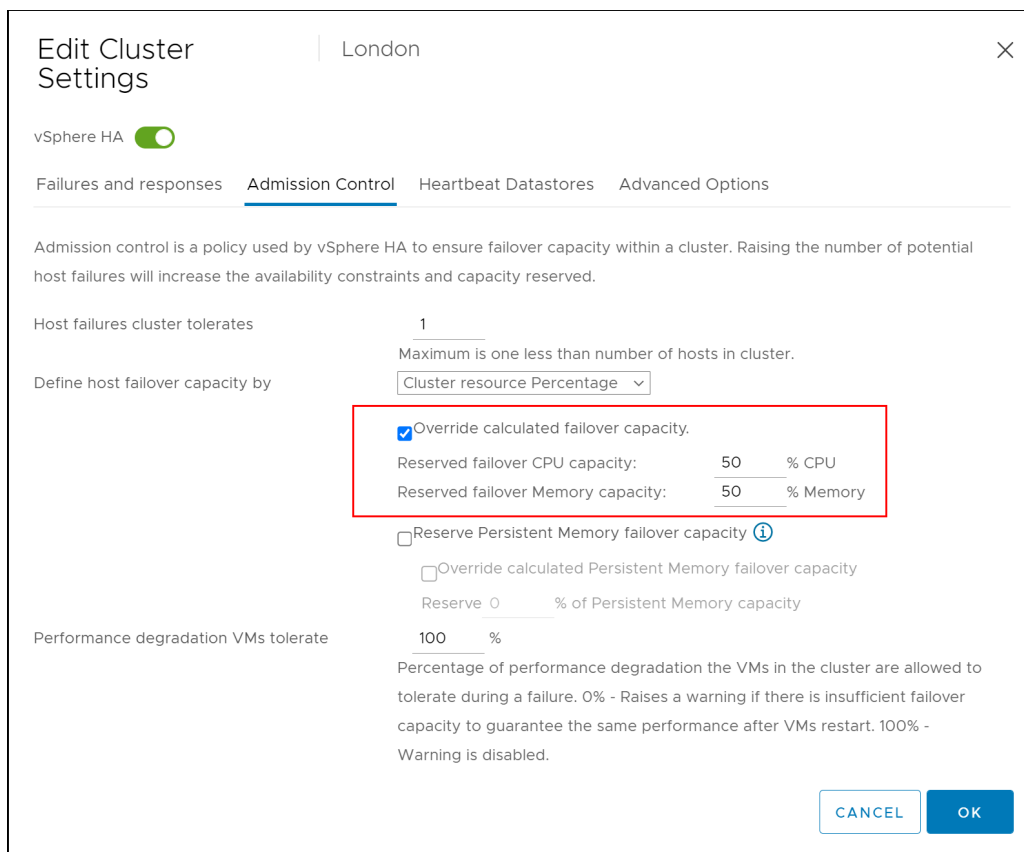 Edit Cluster
Settings
London
vSphere HA
Failures and responses Admission Control Heartbeat Datastores Advanced Options
Admission control is a policy used by vSphere HA to ensure failover capacity within a cluster. Raising the number of potential
host failures will increase the availability constraints and capacity reserved.
Host failures cluster tolerates 1
Maximum is one less than number of hosts in cluster.
Define host failover capacity by Cluster resource Percentage
Override calculated failover capacity.
Reserved failover CPU capacity: 50 % CPU
Reserved failover Memory capacity: 50 % Memory
Reserve Persistent Memory failover capacity
Override calculated Persistent Memory failover capacity
Reserve 0 % of Persistent Memory capacity
Performance degradation VMs tolerate 100 %
Percentage of performance degradation the VMs in the cluster are allowed to
tolerate during a failure. 0% - Raises a warning if there is insufficient failover
capacity to guarantee the same performance after VMs restart. 100% -
Warning is disabled.
CANCEL OK